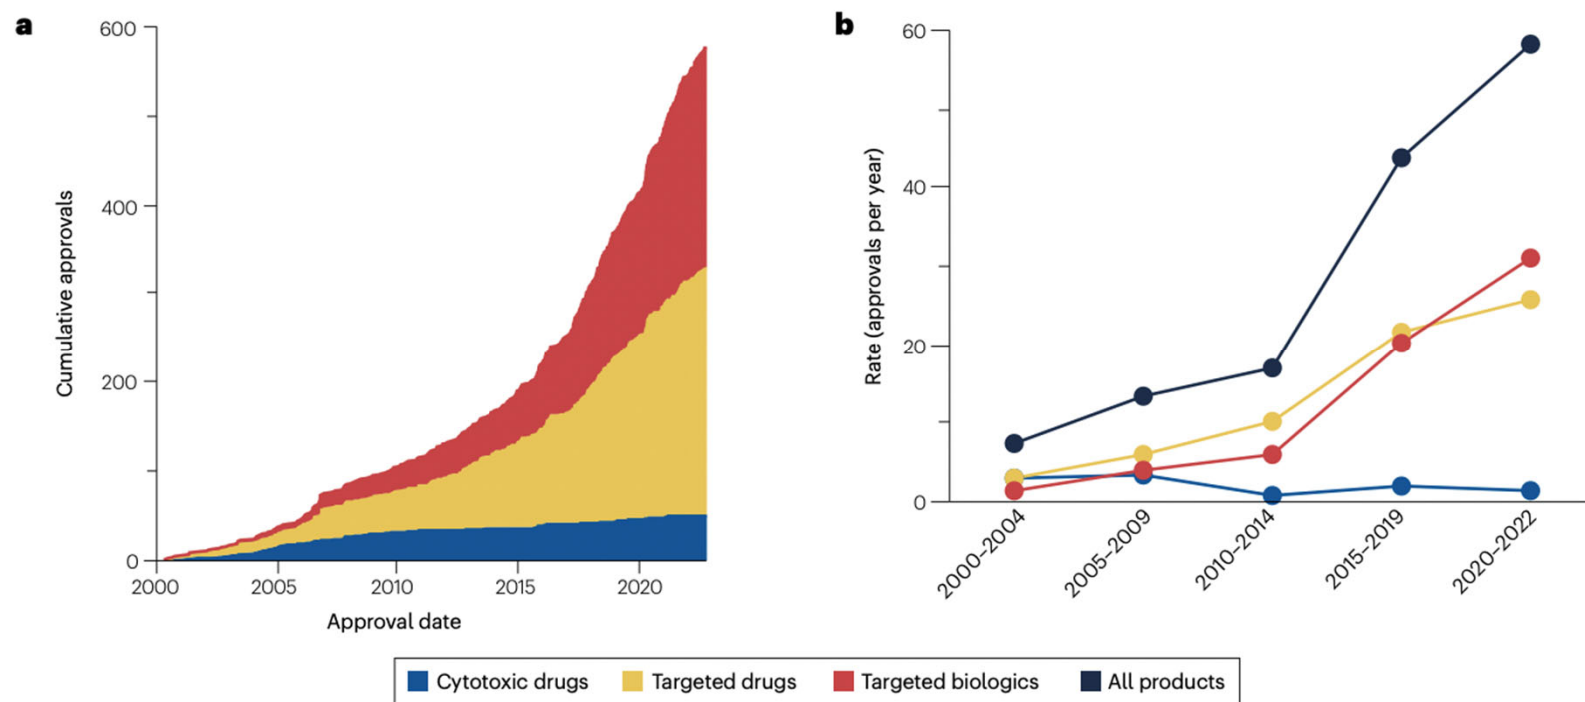 a
600
400
200
0
Cumulative approvals
2000 2005 2010 2015 2020
Approval date
b
60
40
20
0
Rate (approvals per year)
2000–2004 2005–2009 2010–2014 2015–2019 2020–2022
Cytotoxic drugs Targeted drugs Targeted biologics All products